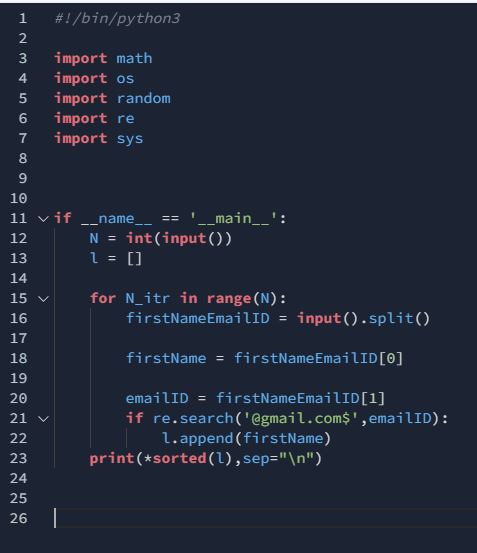 1 #!/bin/python3
2
3 import math
4 import os
5 import random
6 import re
7 import sys
8
9
10
11 if __name__ == '__main__':
12     N = int(input())
13     l = []
14
15     for N_itr in range(N):
16         firstNameEmailID = input().split()
17
18         firstName = firstNameEmailID[0]
19
20         emailID = firstNameEmailID[1]
21         if re.search('@gmail.com$',emailID):
22             l.append(firstName)
23     print(*sorted(l),sep="\n")
24
25
26